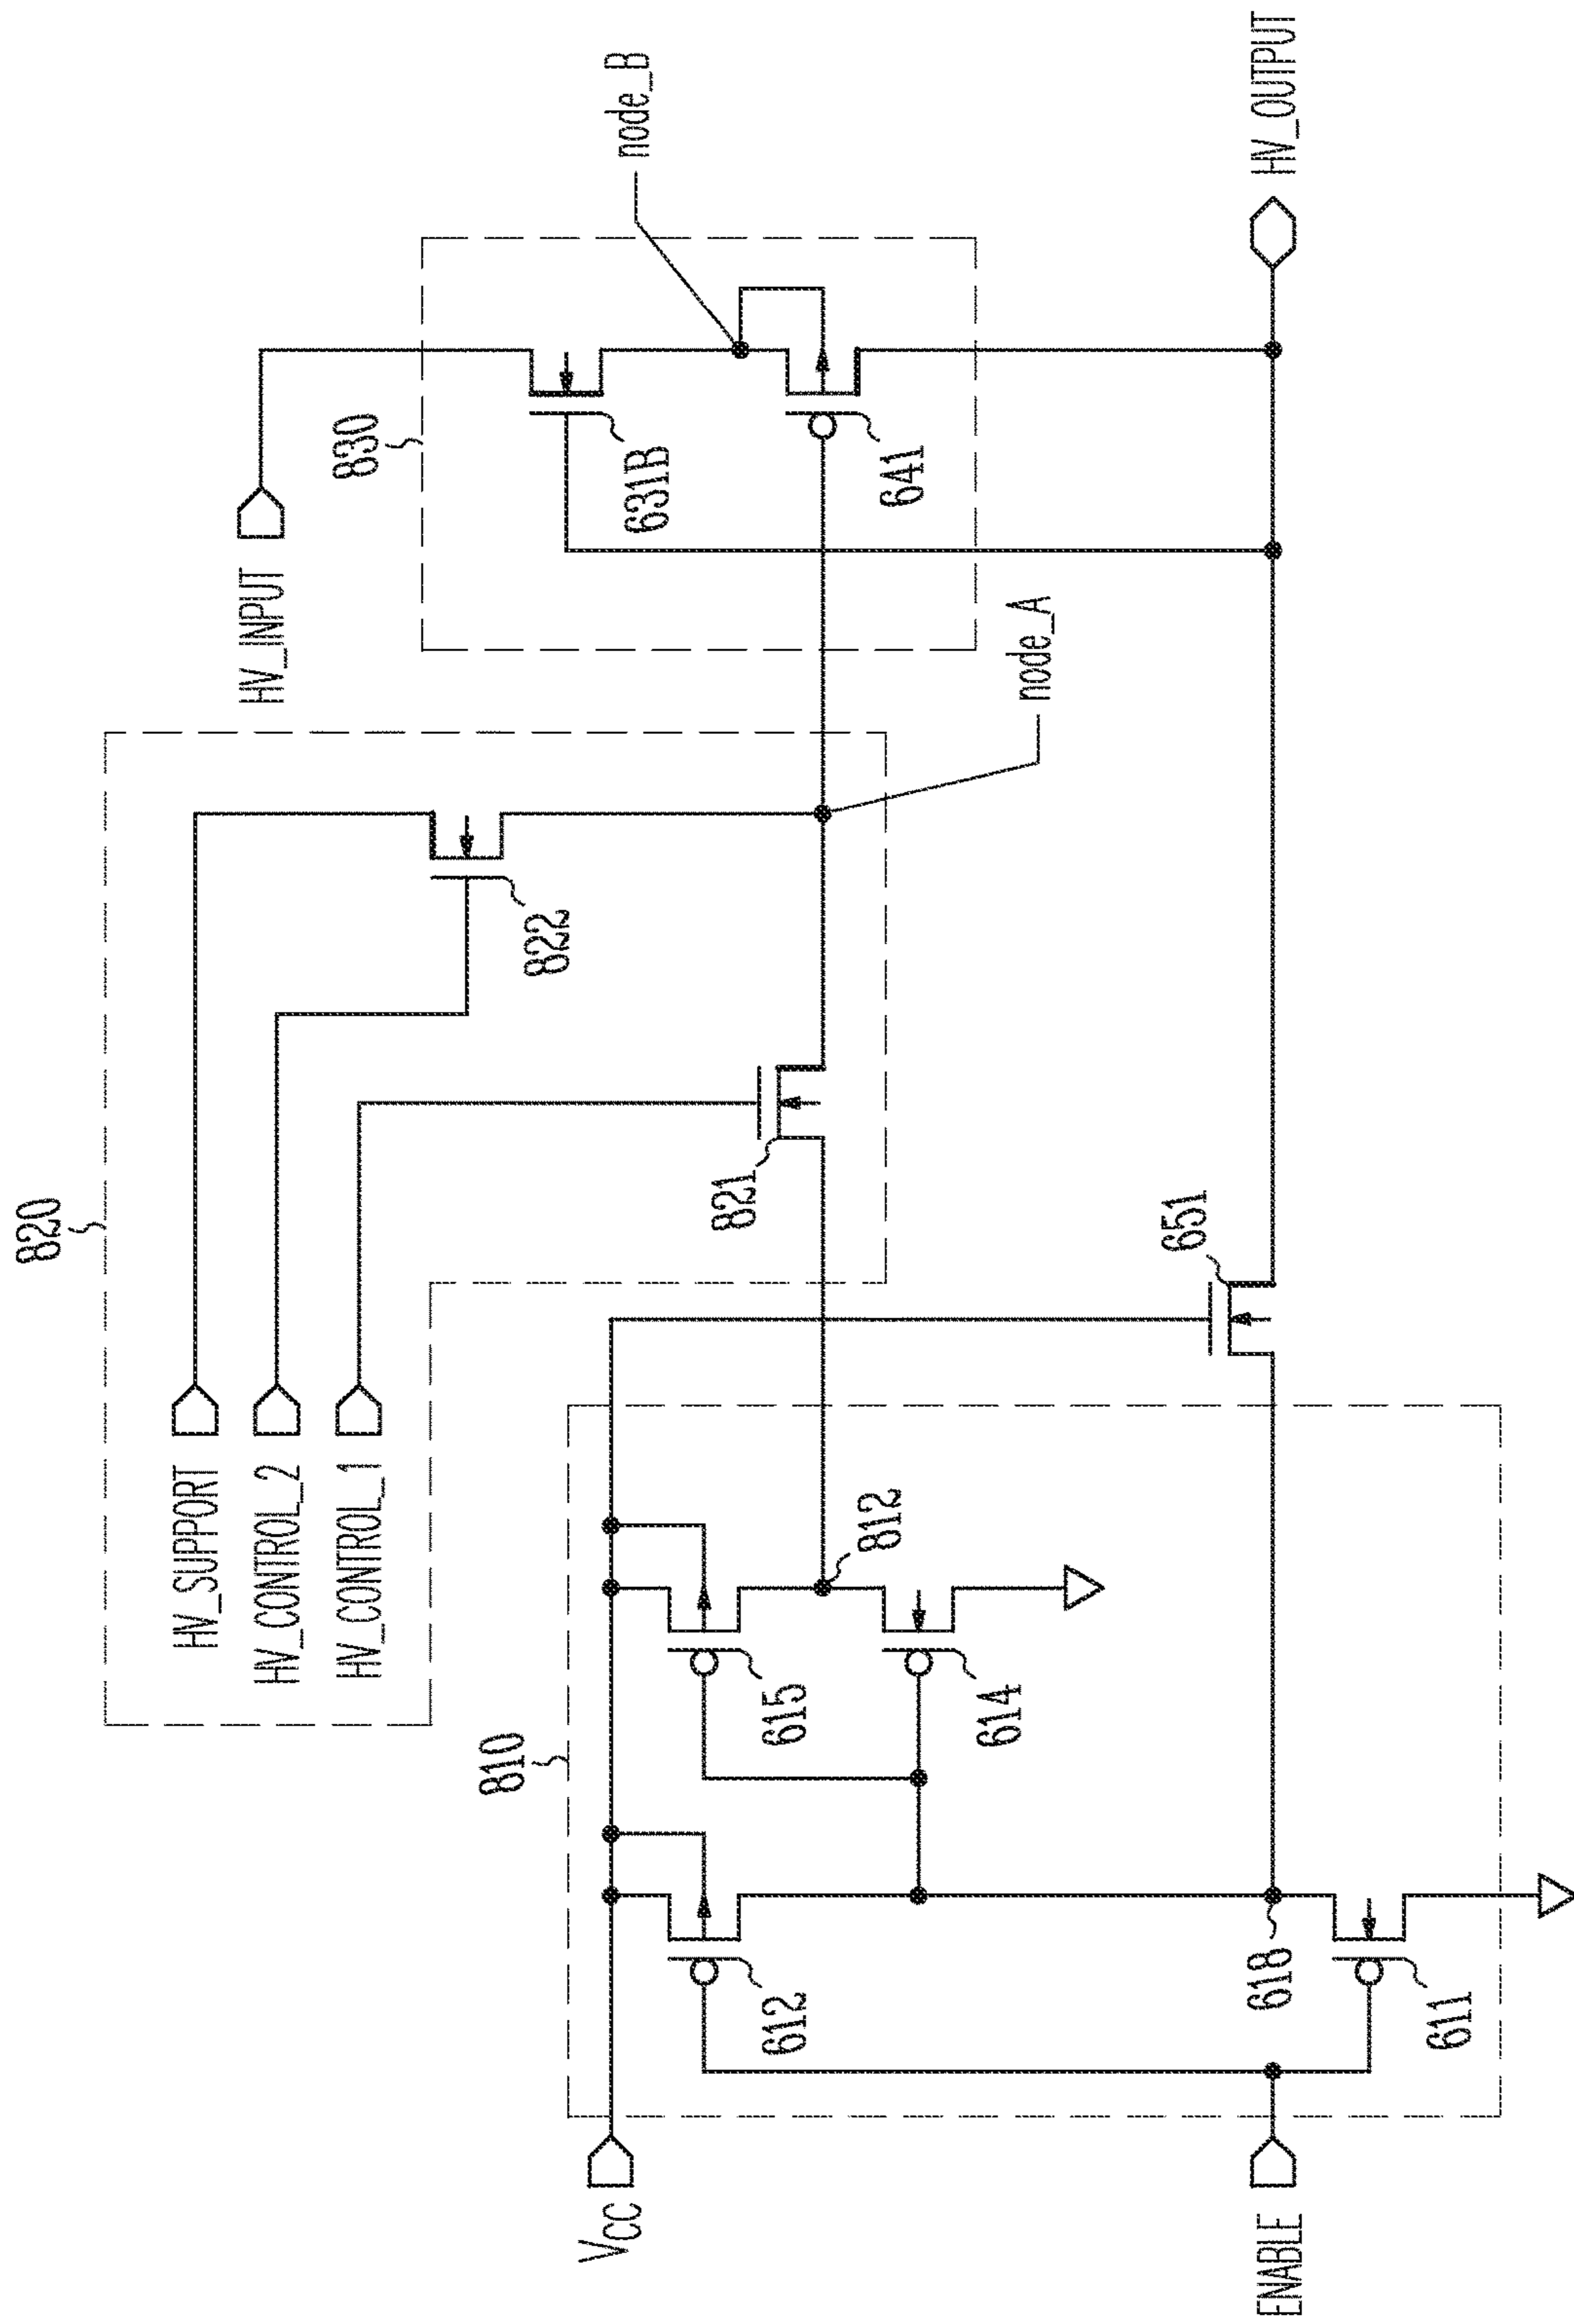 820
HV_SUPPORT
HV_CONTROL_2
HV_CONTROL_1
822
821
HV_INPUT
830
631B
641
node_B
node_A
810
V_CC
612
615
614
812
618
611
651
ENABLE
HV_OUTPUT